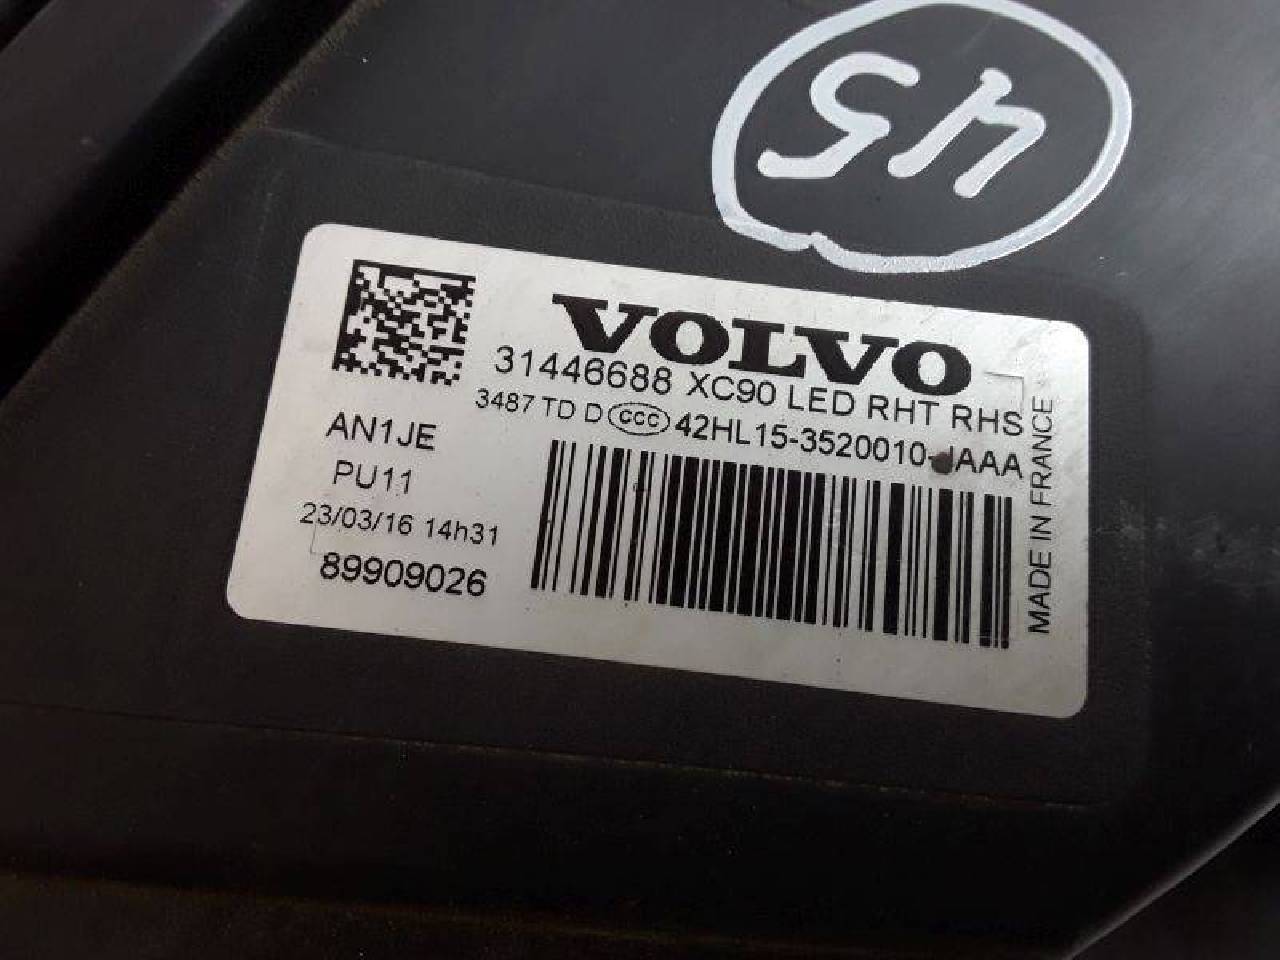 45
VOLVO
31446688 XC90 LED RHT RHS
3487 TD D CCC 42HL15-3520010-JAAA
AN1JE
PU11
23/03/16 14h31
89909026
MADE IN FRANCE